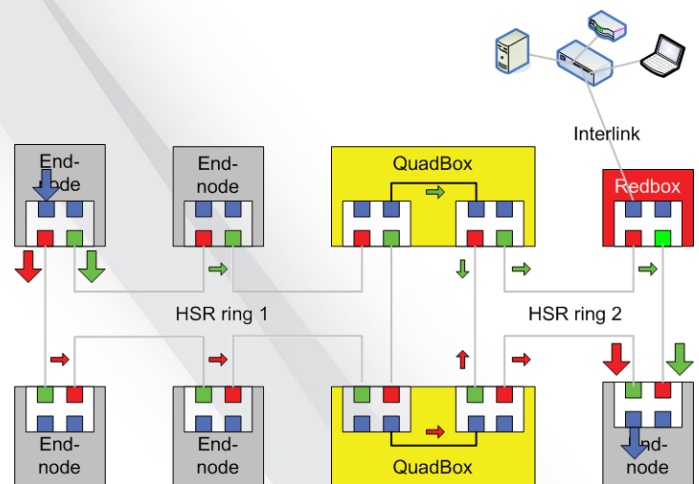 Interlink
End-
node
End-
node
QuadBox
Redbox
HSR ring 1
HSR ring 2
End-
node
End-
node
QuadBox
End-
node